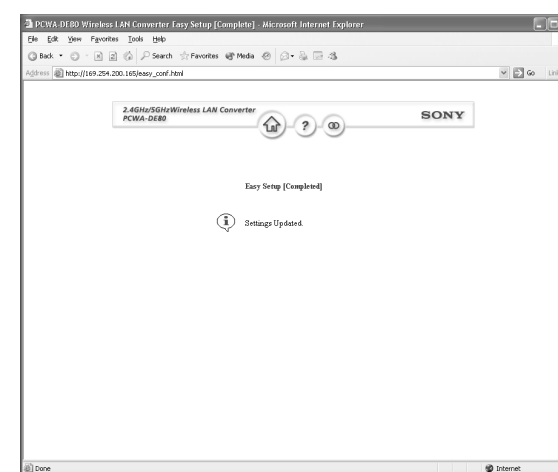 PCWA-DE80 Wireless LAN Converter Easy Setup [Complete] - Microsoft Internet Explorer
File Edit View Favorites Tools Help
Back Search Favorites Media
Address http://169.254.200.165/easy_conf.html Go Link
2.4GHz/5GHzWireless LAN Converter
PCWA-DE80
SONY
?
Easy Setup [Completed]
i Settings Updated.
Done Internet